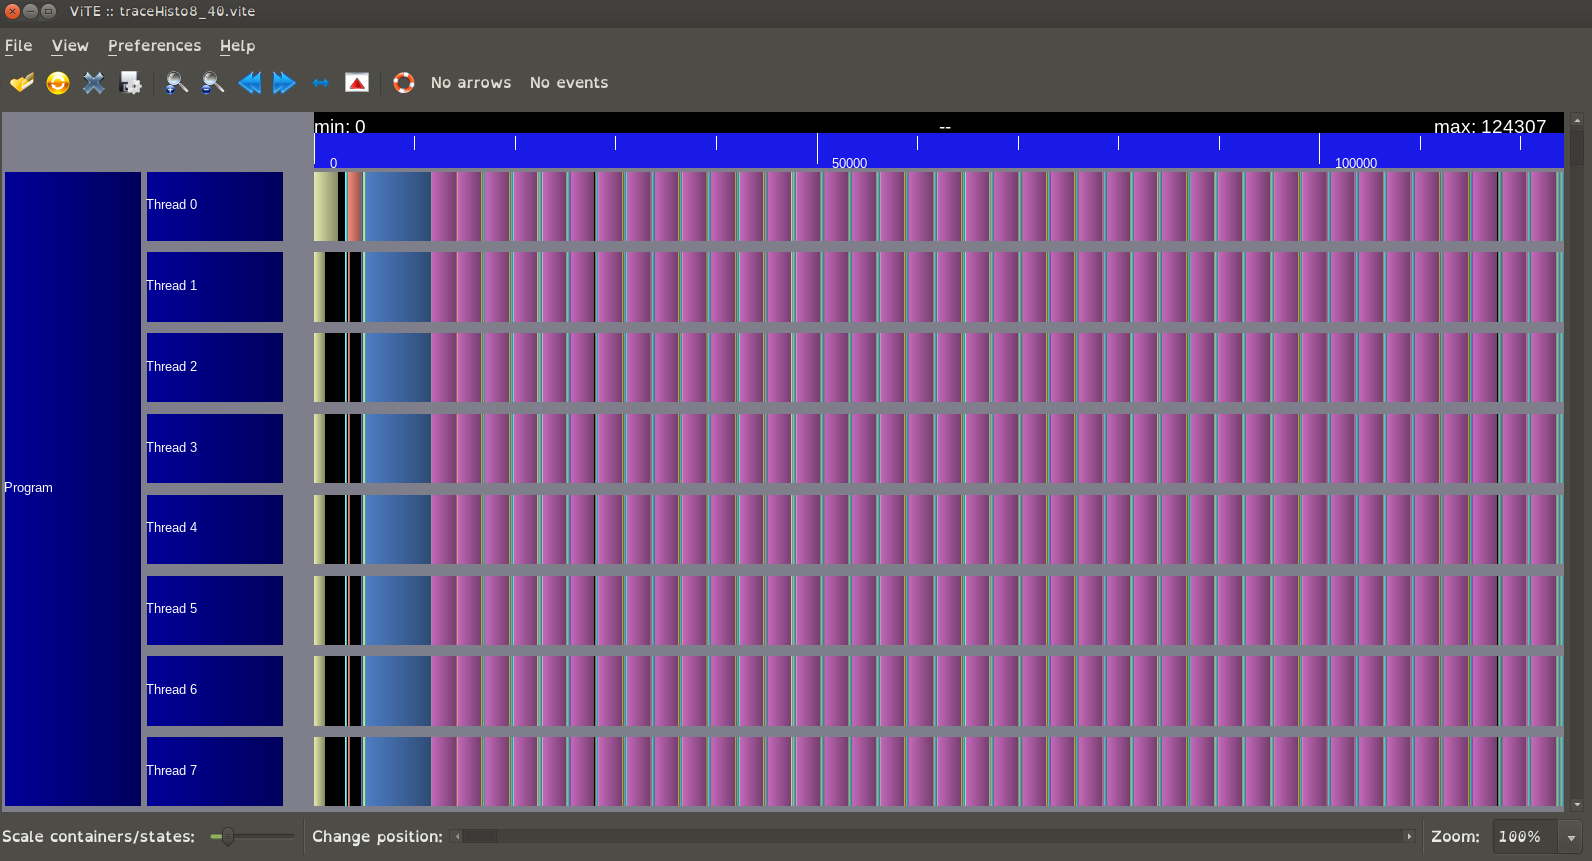 ViTE :: traceHisto8_40.vite
File View Preferences Help
No arrows No events
min: 0 -- max: 124307
0 50000 100000
Thread 0
Thread 1
Thread 2
Thread 3
Thread 4
Program
Thread 5
Thread 6
Thread 7
Scale containers/states: Change position: Zoom: 100%